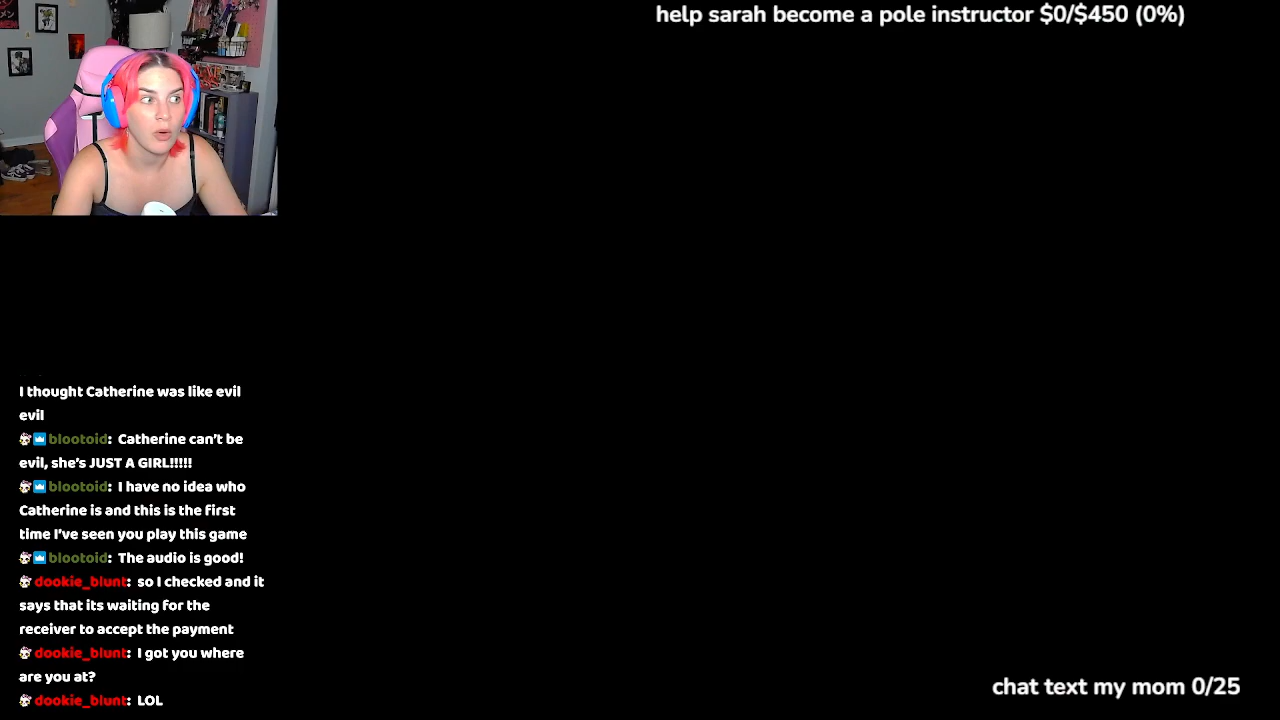 help sarah become a pole instructor $0/$450 (0%)
I thought Catherine was like evil
evil
blootoid: Catherine can't be
evil, she's JUST A GIRL!!!!!
blootoid: I have no idea who
Catherine is and this is the first
time I've seen you play this game
blootoid: The audio is good!
dookie_blunt: so I checked and it
says that its waiting for the
receiver to accept the payment
dookie_blunt: I got you where
are you at?
dookie_blunt: LOL
chat text my mom 0/25